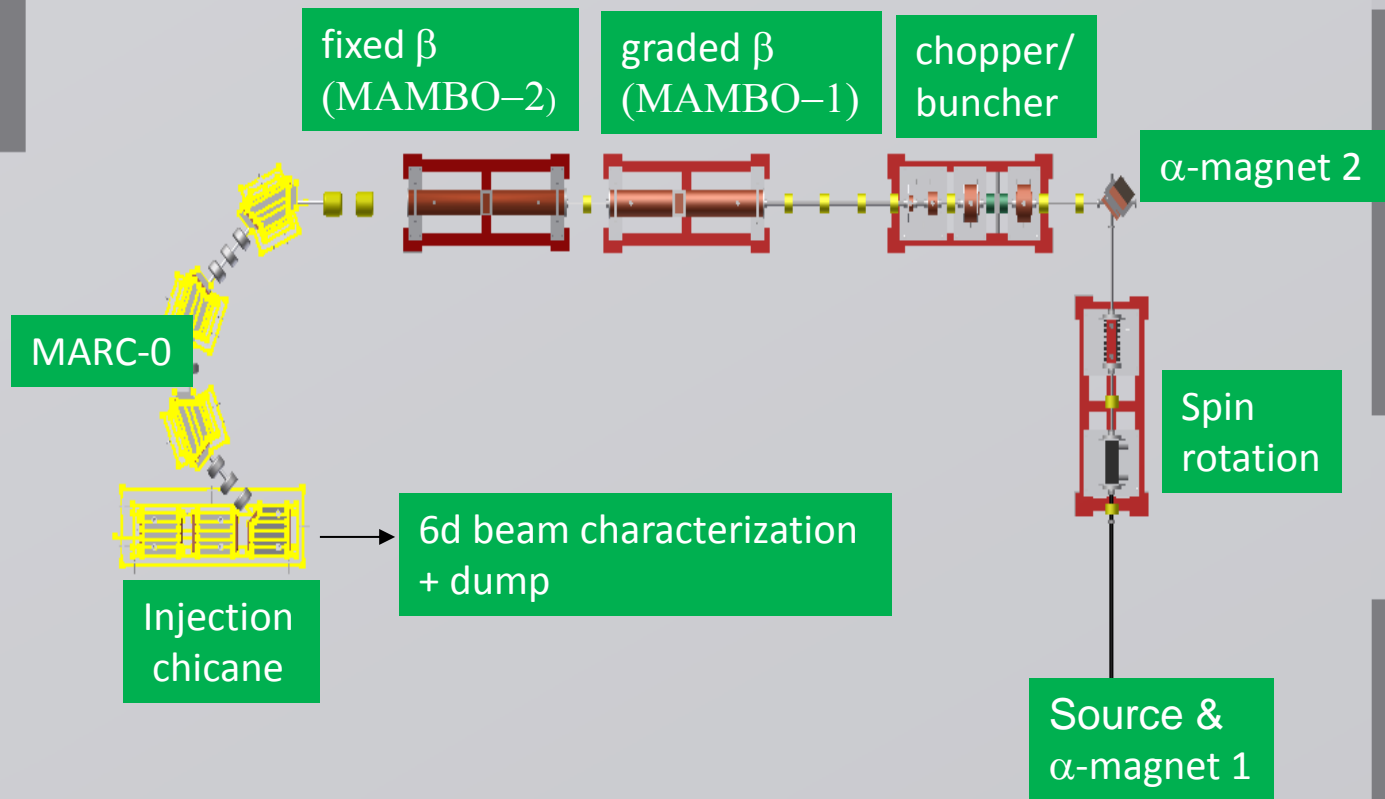 fixed β
(MAMBO−2)
graded β
(MAMBO−1)
chopper/
buncher
α-magnet 2
MARC-0
Spin
rotation
6d beam characterization
+ dump
Injection
chicane
Source &
α-magnet 1